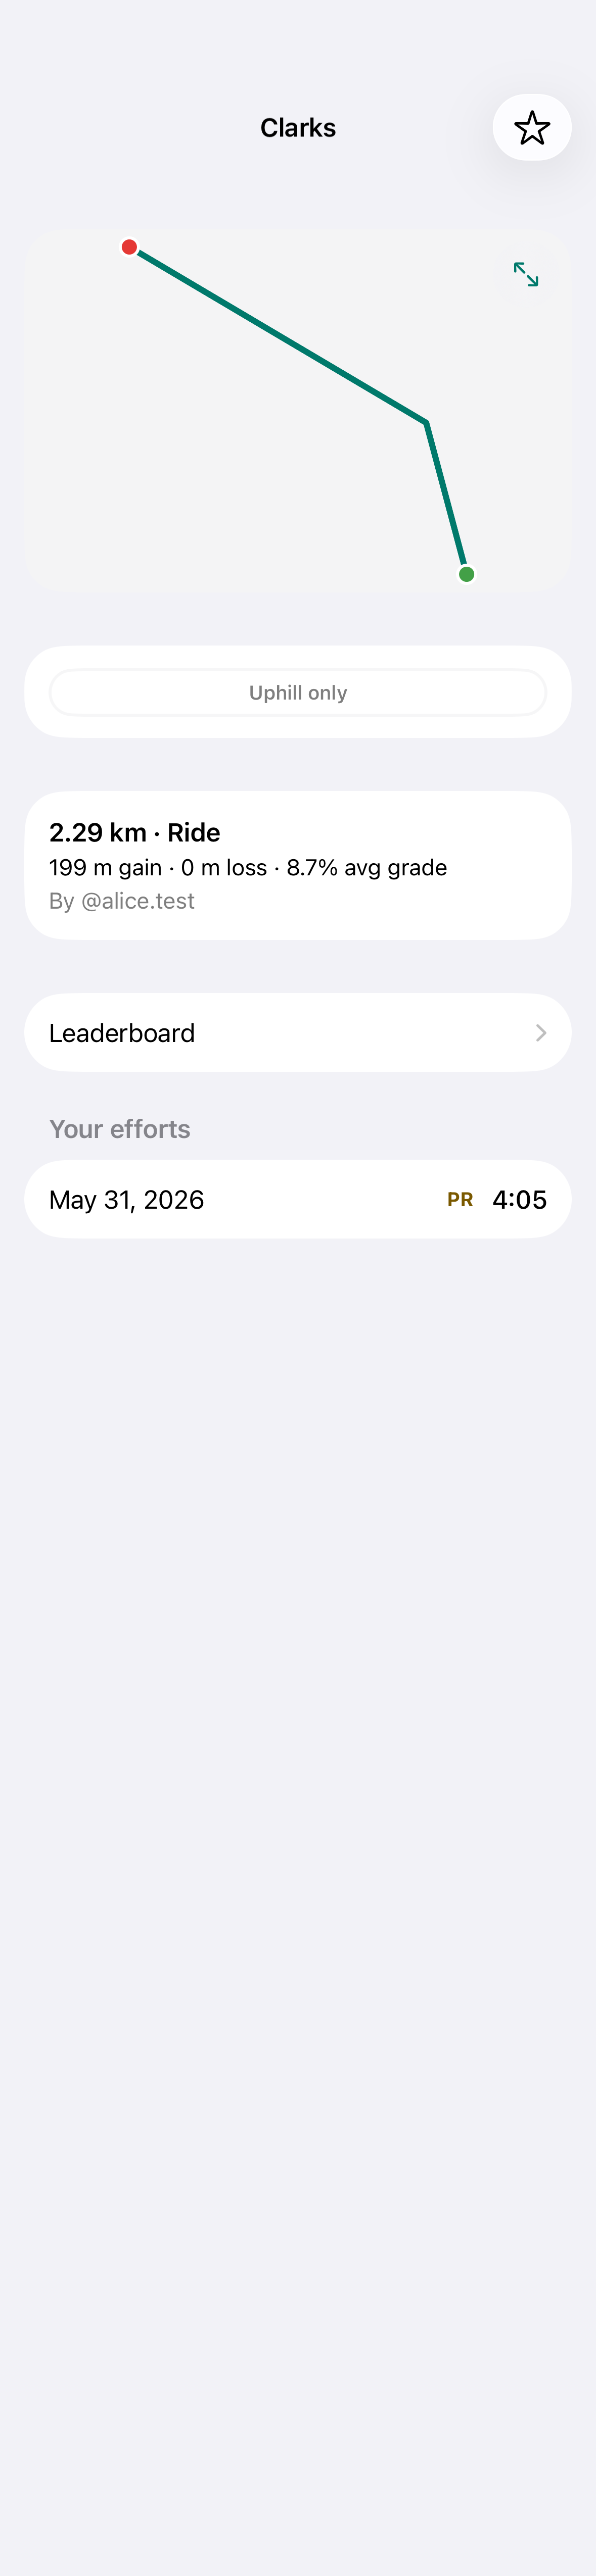 Clarks
Uphill only
2.29 km · Ride
199 m gain · 0 m loss · 8.7% avg grade
By @alice.test
Leaderboard
Your efforts
May 31, 2026 PR 4:05